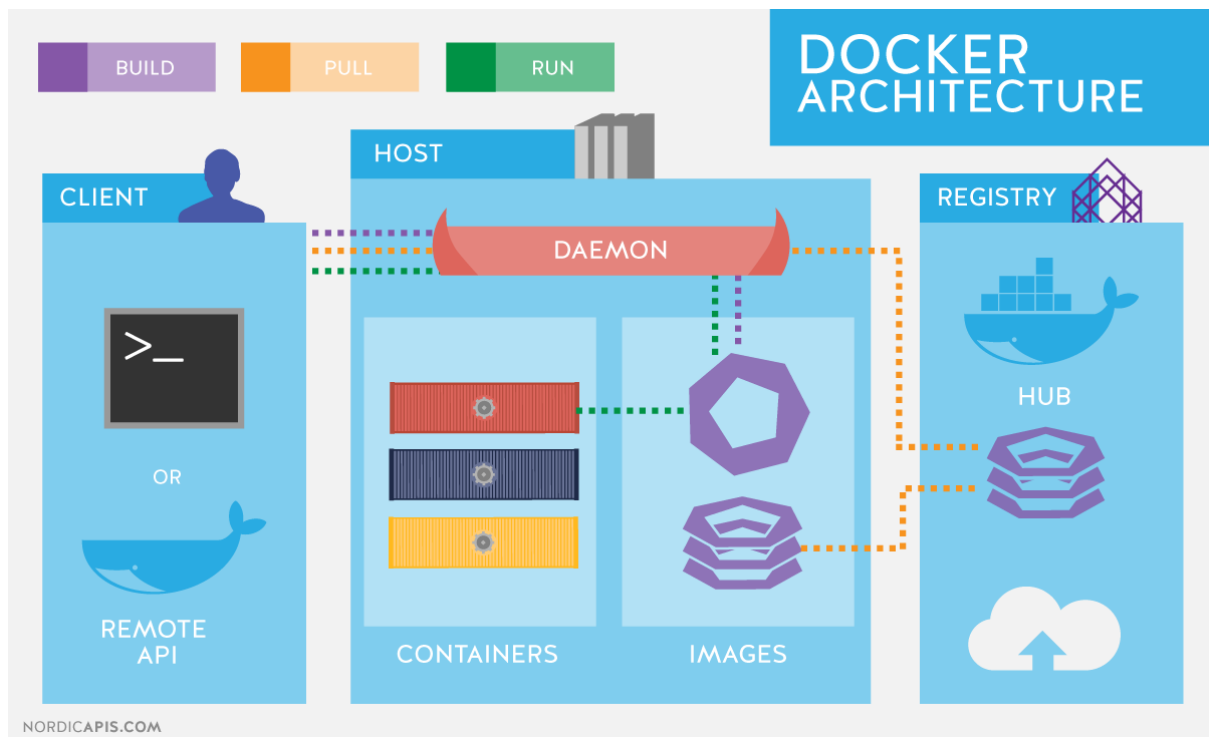 BUILD
PULL
RUN
DOCKER
ARCHITECTURE
CLIENT
HOST
REGISTRY
DAEMON
>_
OR
REMOTE
API
CONTAINERS
IMAGES
HUB
NORDICAPIS.COM